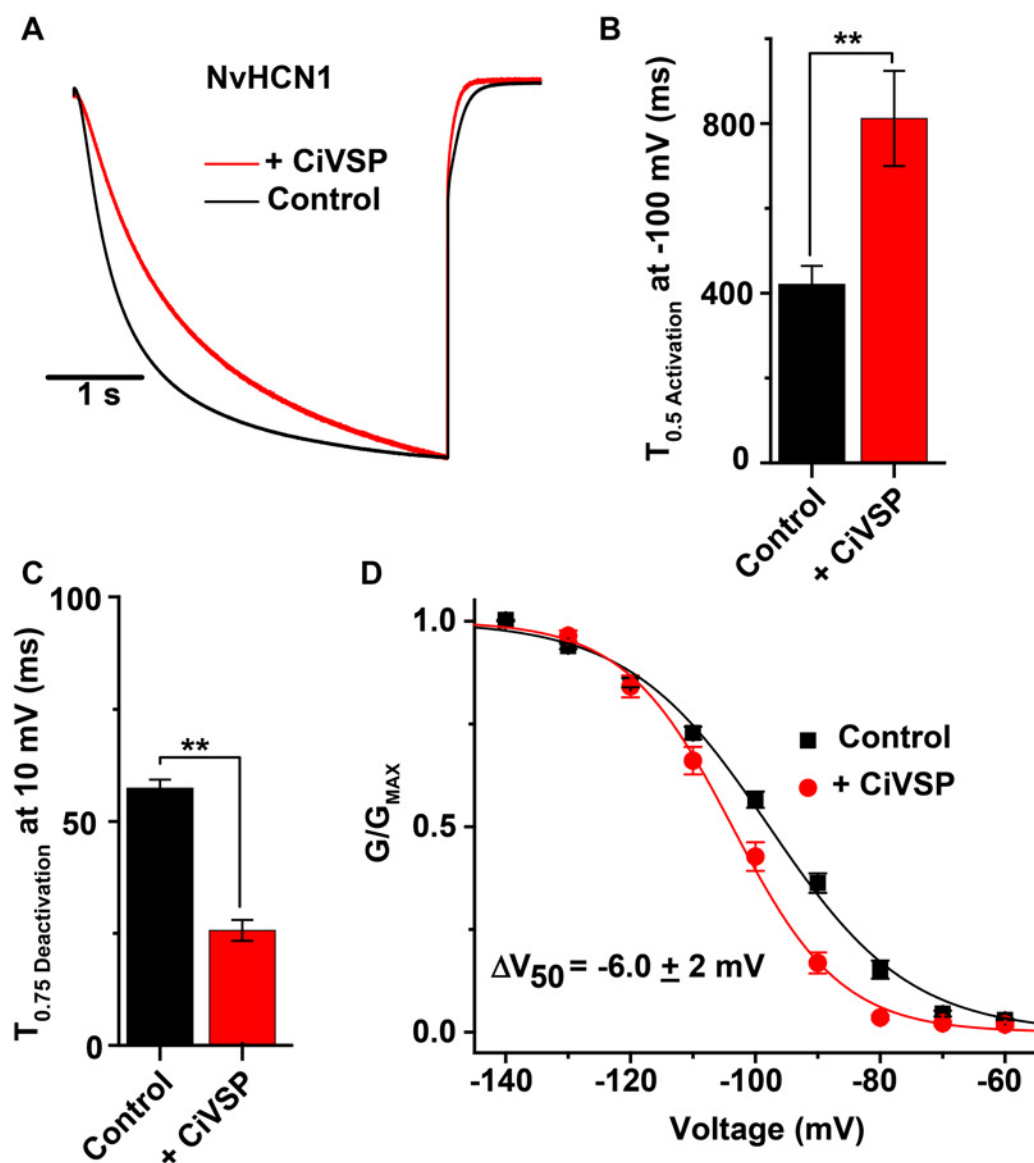 A
NvHCN1
+ CiVSP
Control
1 s
B
**
T0.5 Activation at -100 mV (ms)
800
400
0
Control
+ CiVSP
C
**
T0.75 Deactivation at 10 mV (ms)
100
50
0
Control
+ CiVSP
D
G/GMAX
1.0
0.5
0.0
Control
+ CiVSP
ΔV50 = -6.0 ± 2 mV
-140 -120 -100 -80 -60
Voltage (mV)